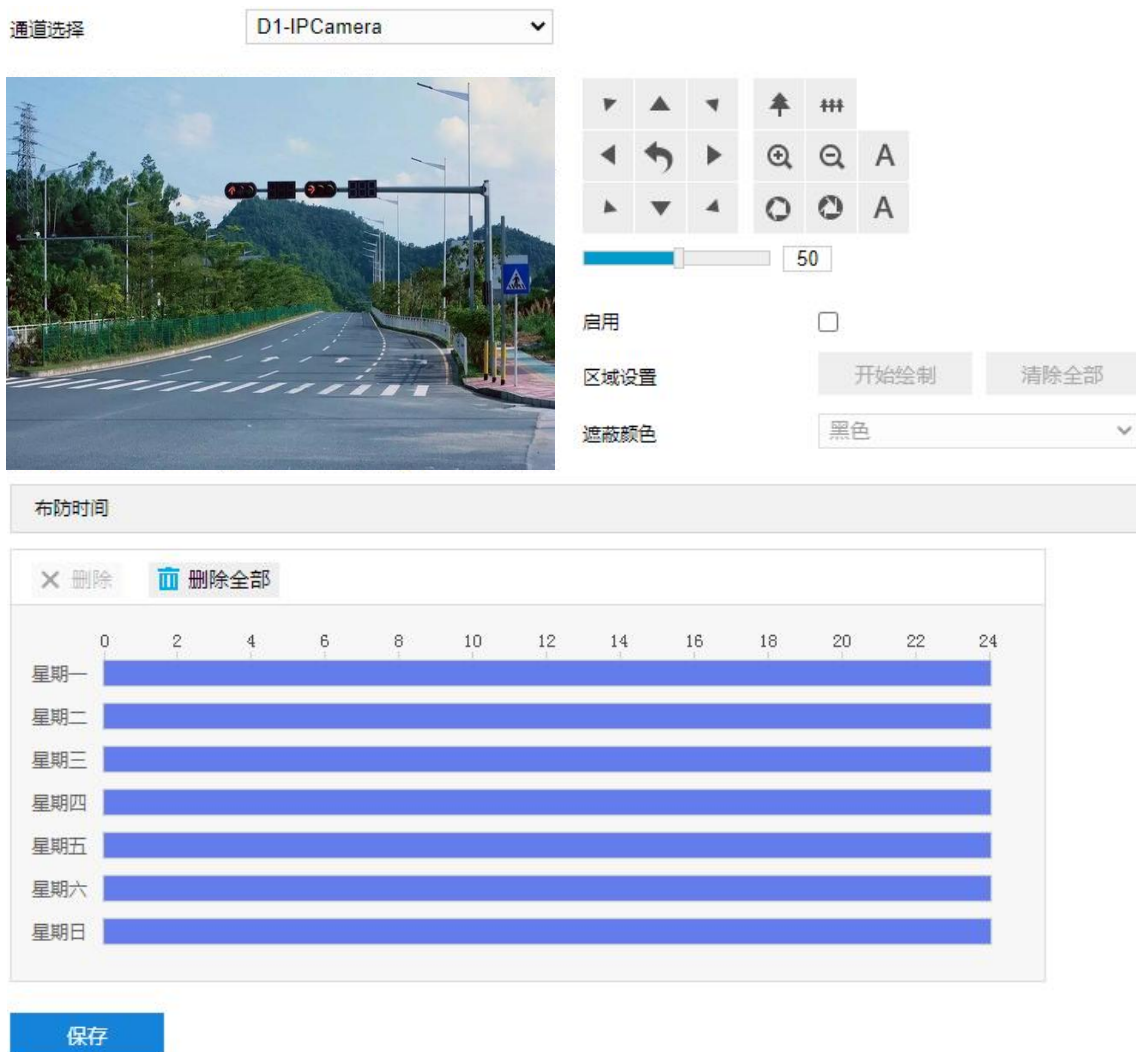 通道选择 D1-IPCamera
A
A
50
启用
区域设置 开始绘制 清除全部
遮蔽颜色 黑色
布防时间
删除 删除全部
0 2 4 6 8 10 12 14 16 18 20 22 24
星期一
星期二
星期三
星期四
星期五
星期六
星期日
保存